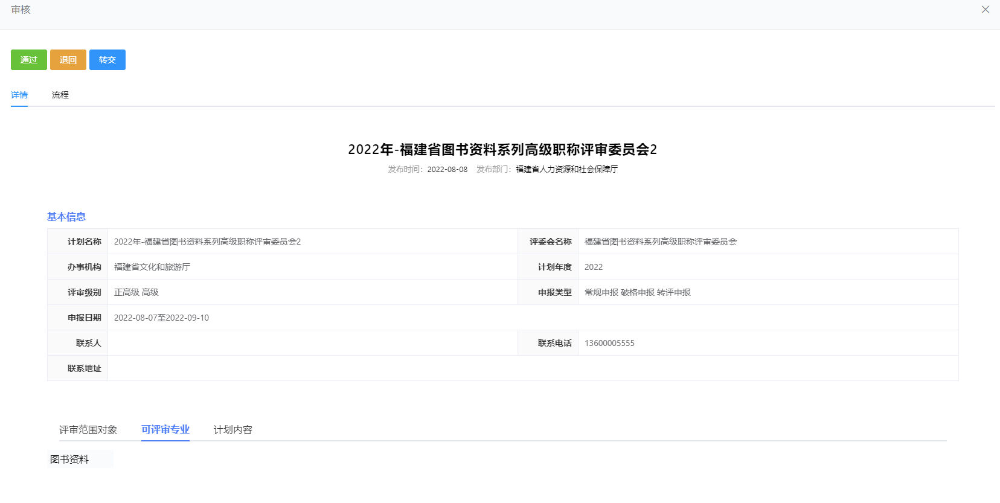 审核
通过 退回 转交
详情 流程
2022年-福建省图书资料系列高级职称评审委员会2
发布时间: 2022-08-08 发布部门: 福建省人力资源和社会保障厅
基本信息
计划名称 2022年-福建省图书资料系列高级职称评审委员会2 评委会名称 福建省图书资料系列高级职称评审委员会
办事机构 福建省文化和旅游厅 计划年度 2022
评审级别 正高级 高级 申报类型 常规申报 破格申报 转评申报
申报日期 2022-08-07至2022-09-10
联系人 联系电话 13600005555
联系地址
评审范围对象 可评审专业 计划内容
图书资料